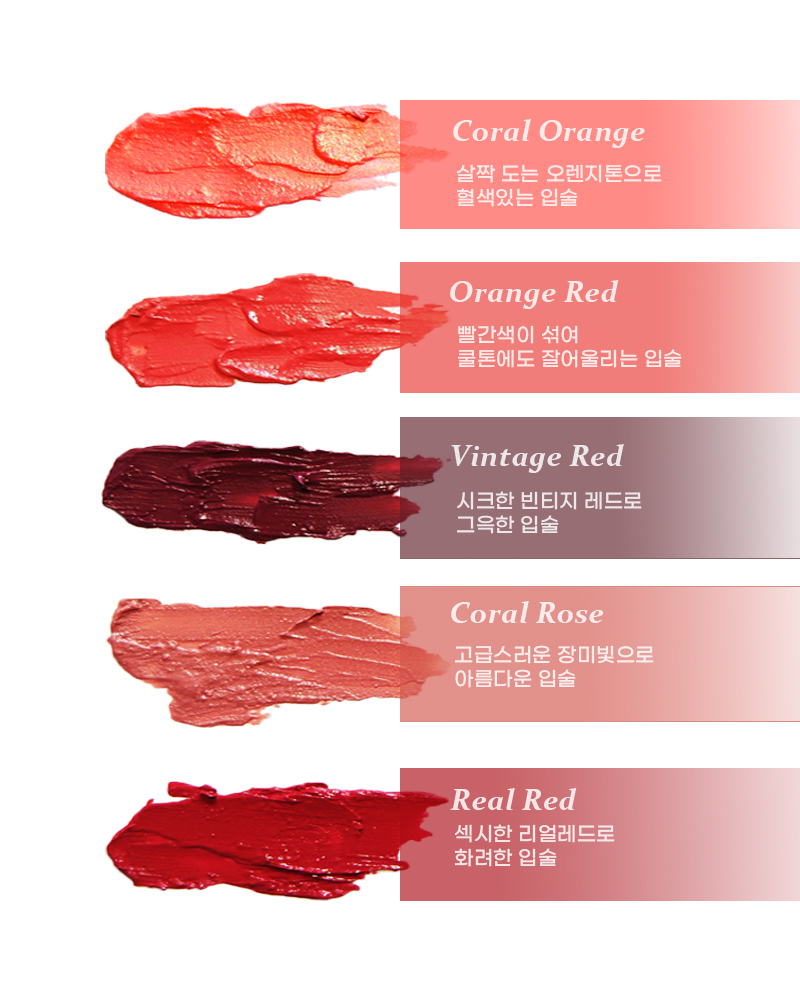 Coral Orange
살짝 도는 오렌지톤으로
혈색있는 입술
Orange Red
빨간색이 섞여
쿨톤에도 잘어울리는 입술
Vintage Red
시크한 빈티지 레드로
그윽한 입술
Coral Rose
고급스러운 장미빛으로
아름다운 입술
Real Red
섹시한 리얼레드로
화려한 입술